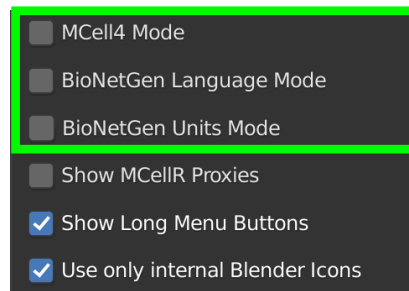 MCell4 Mode
BioNetGen Language Mode
BioNetGen Units Mode
Show MCellR Proxies
Show Long Menu Buttons
Use only internal Blender Icons